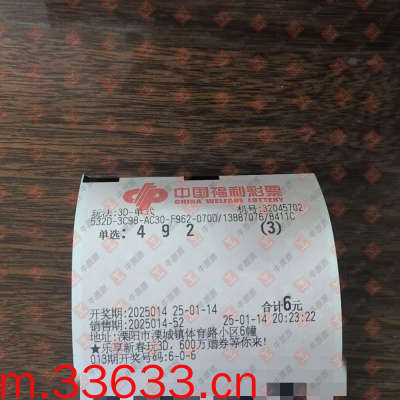 中国福利彩票
CHINA WELFARE LOTTERY
玩法:3D-单式 机号:32045702
532D-3C98-AC30-F962-070D/13887076/8411C
单选: 4 9 2 (3)
开奖期:2025014 25-01-14 合计6元
销售期:2025014-52 25-01-14 20:23:22
地址:溧阳市溧城镇体育路小区6幢
★乐享新春玩3D, 600万赠券等你来!
013期开奖号码:6-0-6
m.33633.cn